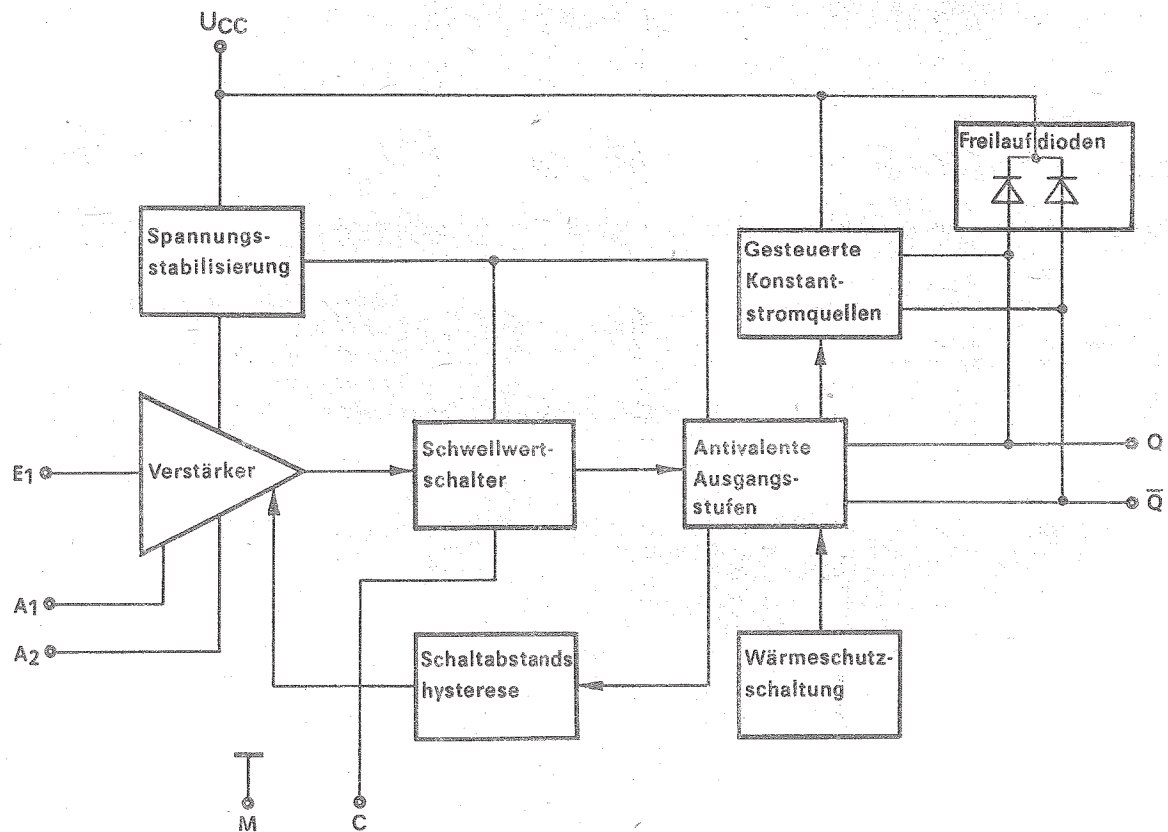 UCC
Freilaufdioden
Spannungs-
stabilisierung
Gesteuerte
Konstant-
stromquellen
E1
Verstärker
Schwellwert-
schalter
Antivalente
Ausgangs-
stufen
Q
Q̅
A1
A2
Schaltabstands
hysterese
Wärmeschutz-
schaltung
M
C